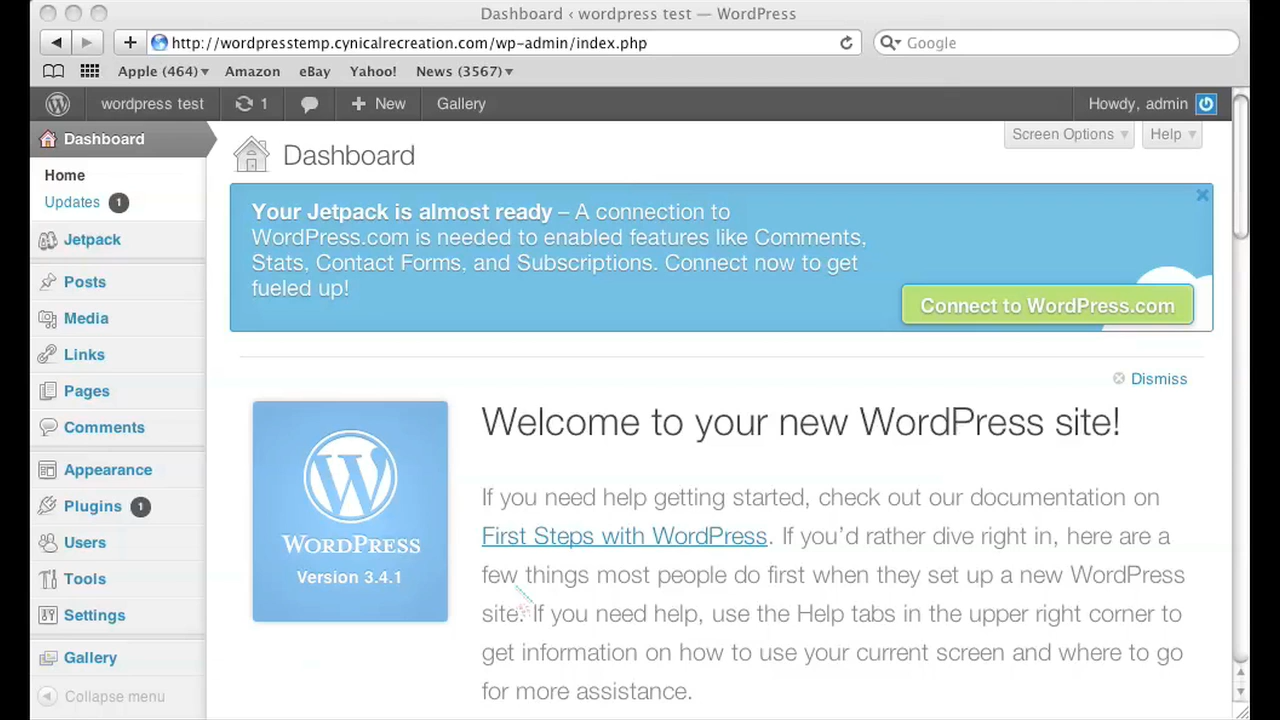 Dashboard ‹ wordpress test — WordPress
http://wordpresstemp.cynicalrecreation.com/wp-admin/index.php
Google
Apple (464)▾ Amazon eBay Yahoo! News (3567)▾
wordpress test 1 + New Gallery Howdy, admin
Dashboard
Home
Updates 1
Jetpack
Posts
Media
Links
Pages
Comments
Appearance
Plugins 1
Users
Tools
Settings
Gallery
Collapse menu
Screen Options ▾ Help ▾
Dashboard
Your Jetpack is almost ready – A connection to
WordPress.com is needed to enabled features like Comments,
Stats, Contact Forms, and Subscriptions. Connect now to get
fueled up!
Connect to WordPress.com
Dismiss
WORDPRESS
Version 3.4.1
Welcome to your new WordPress site!
If you need help getting started, check out our documentation on
First Steps with WordPress. If you’d rather dive right in, here are a
few things most people do first when they set up a new WordPress
site. If you need help, use the Help tabs in the upper right corner to
get information on how to use your current screen and where to go
for more assistance.